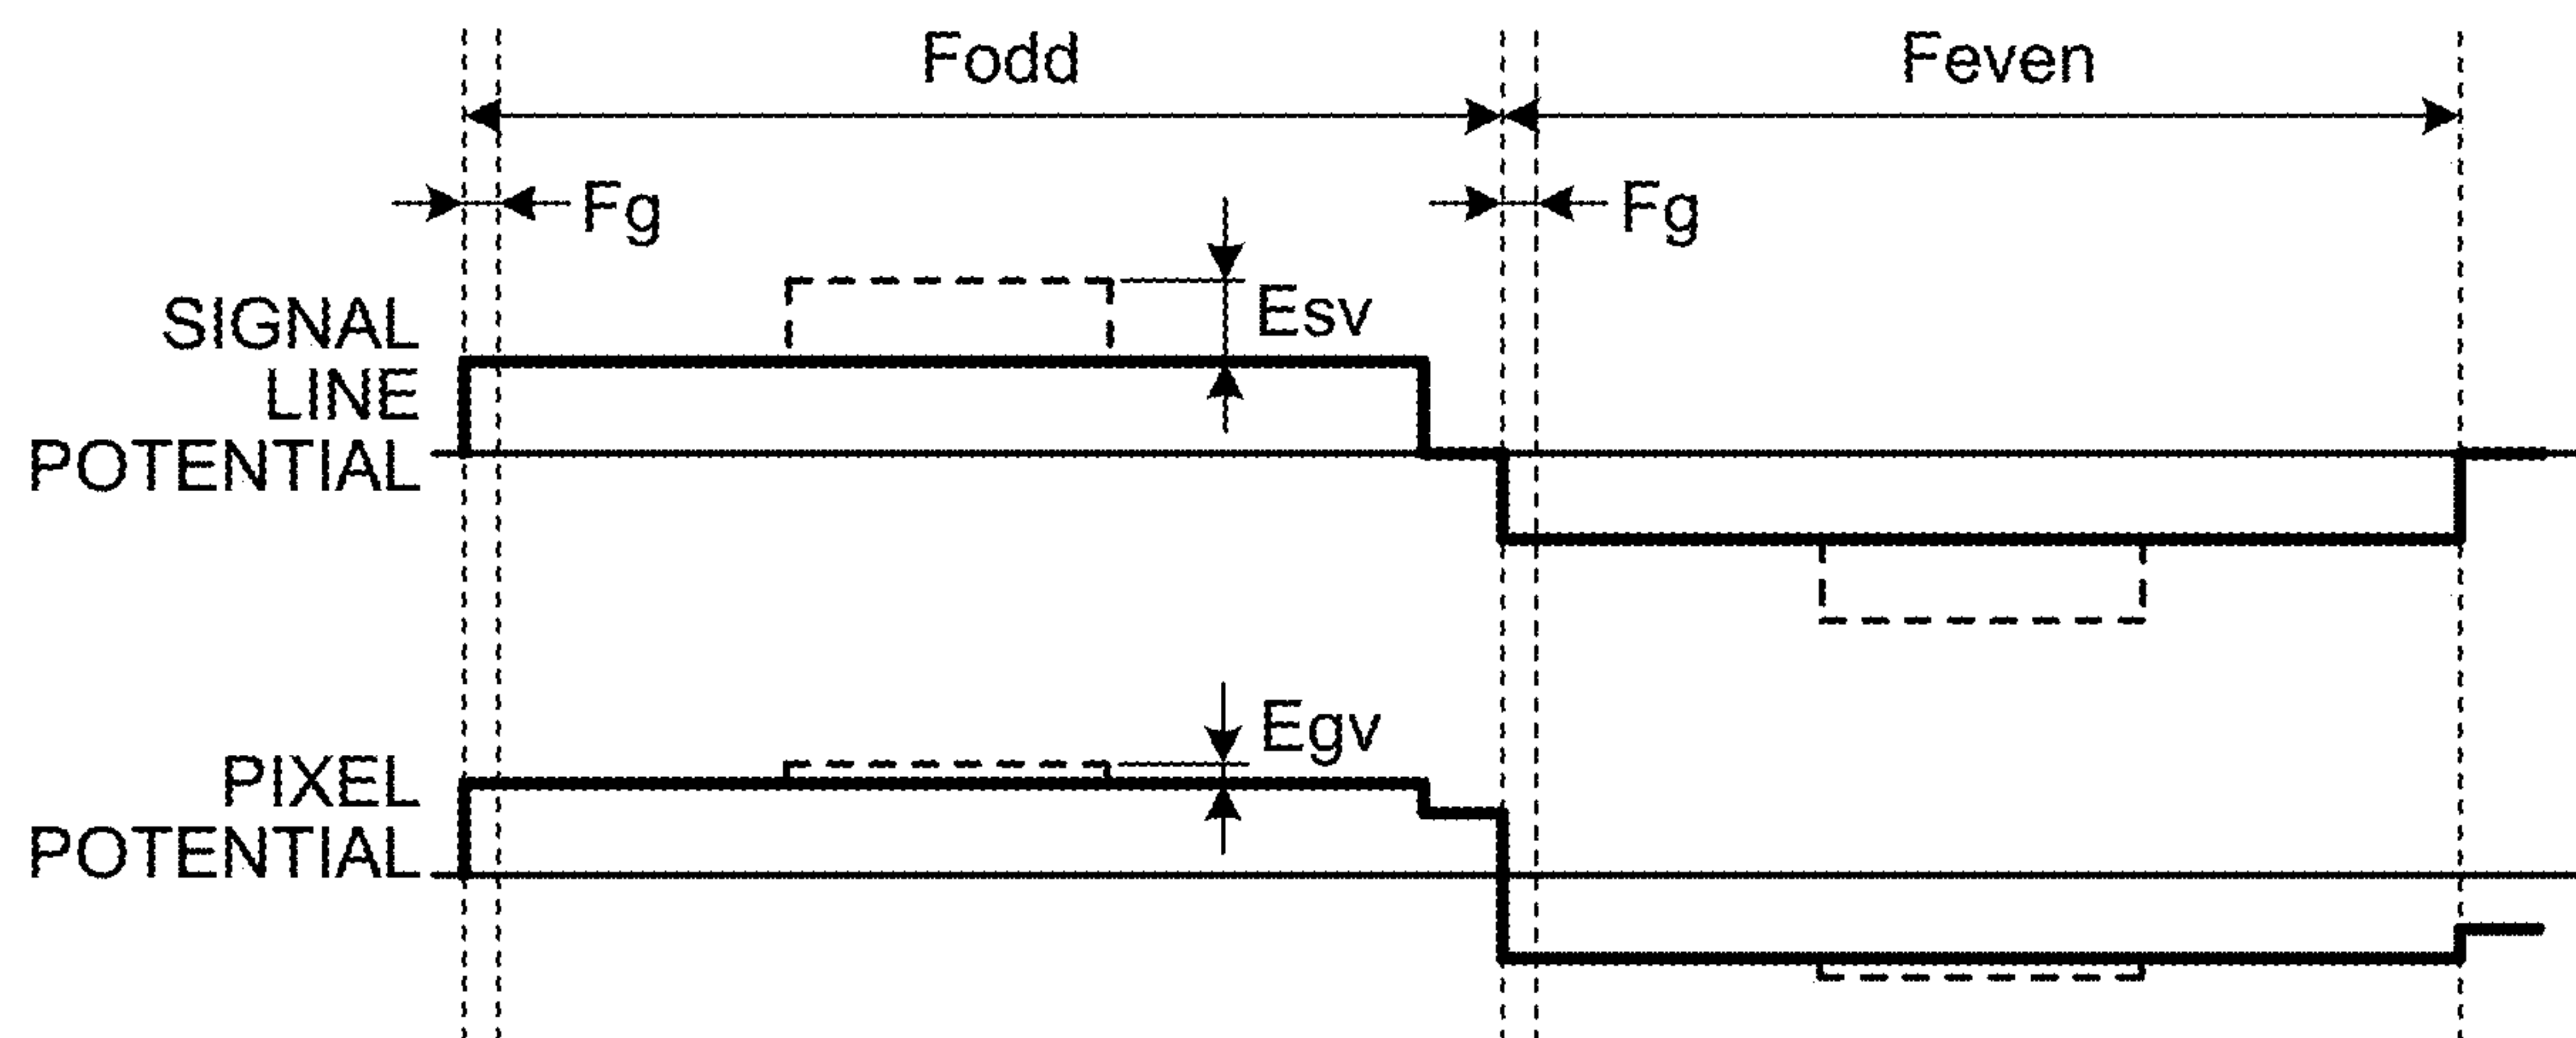 Fodd
Feven
Fg
Fg
Esv
SIGNAL
LINE
POTENTIAL
Egv
PIXEL
POTENTIAL